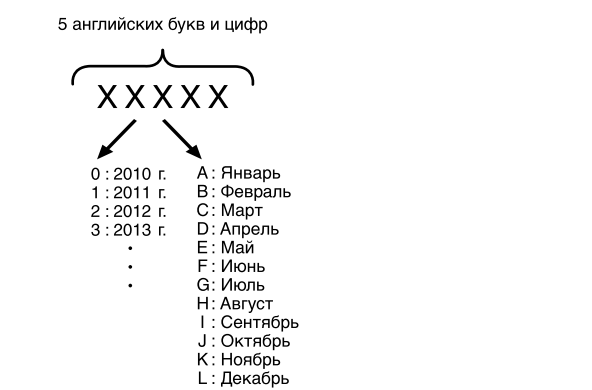 5 английских букв и цифр
X X X X X
0 : 2010 г.
1 : 2011 г.
2 : 2012 г.
3 : 2013 г.
A : Январь
B : Февраль
C : Март
D : Апрель
E : Май
F : Июнь
G : Июль
H : Август
I : Сентябрь
J : Октябрь
K : Ноябрь
L : Декабрь